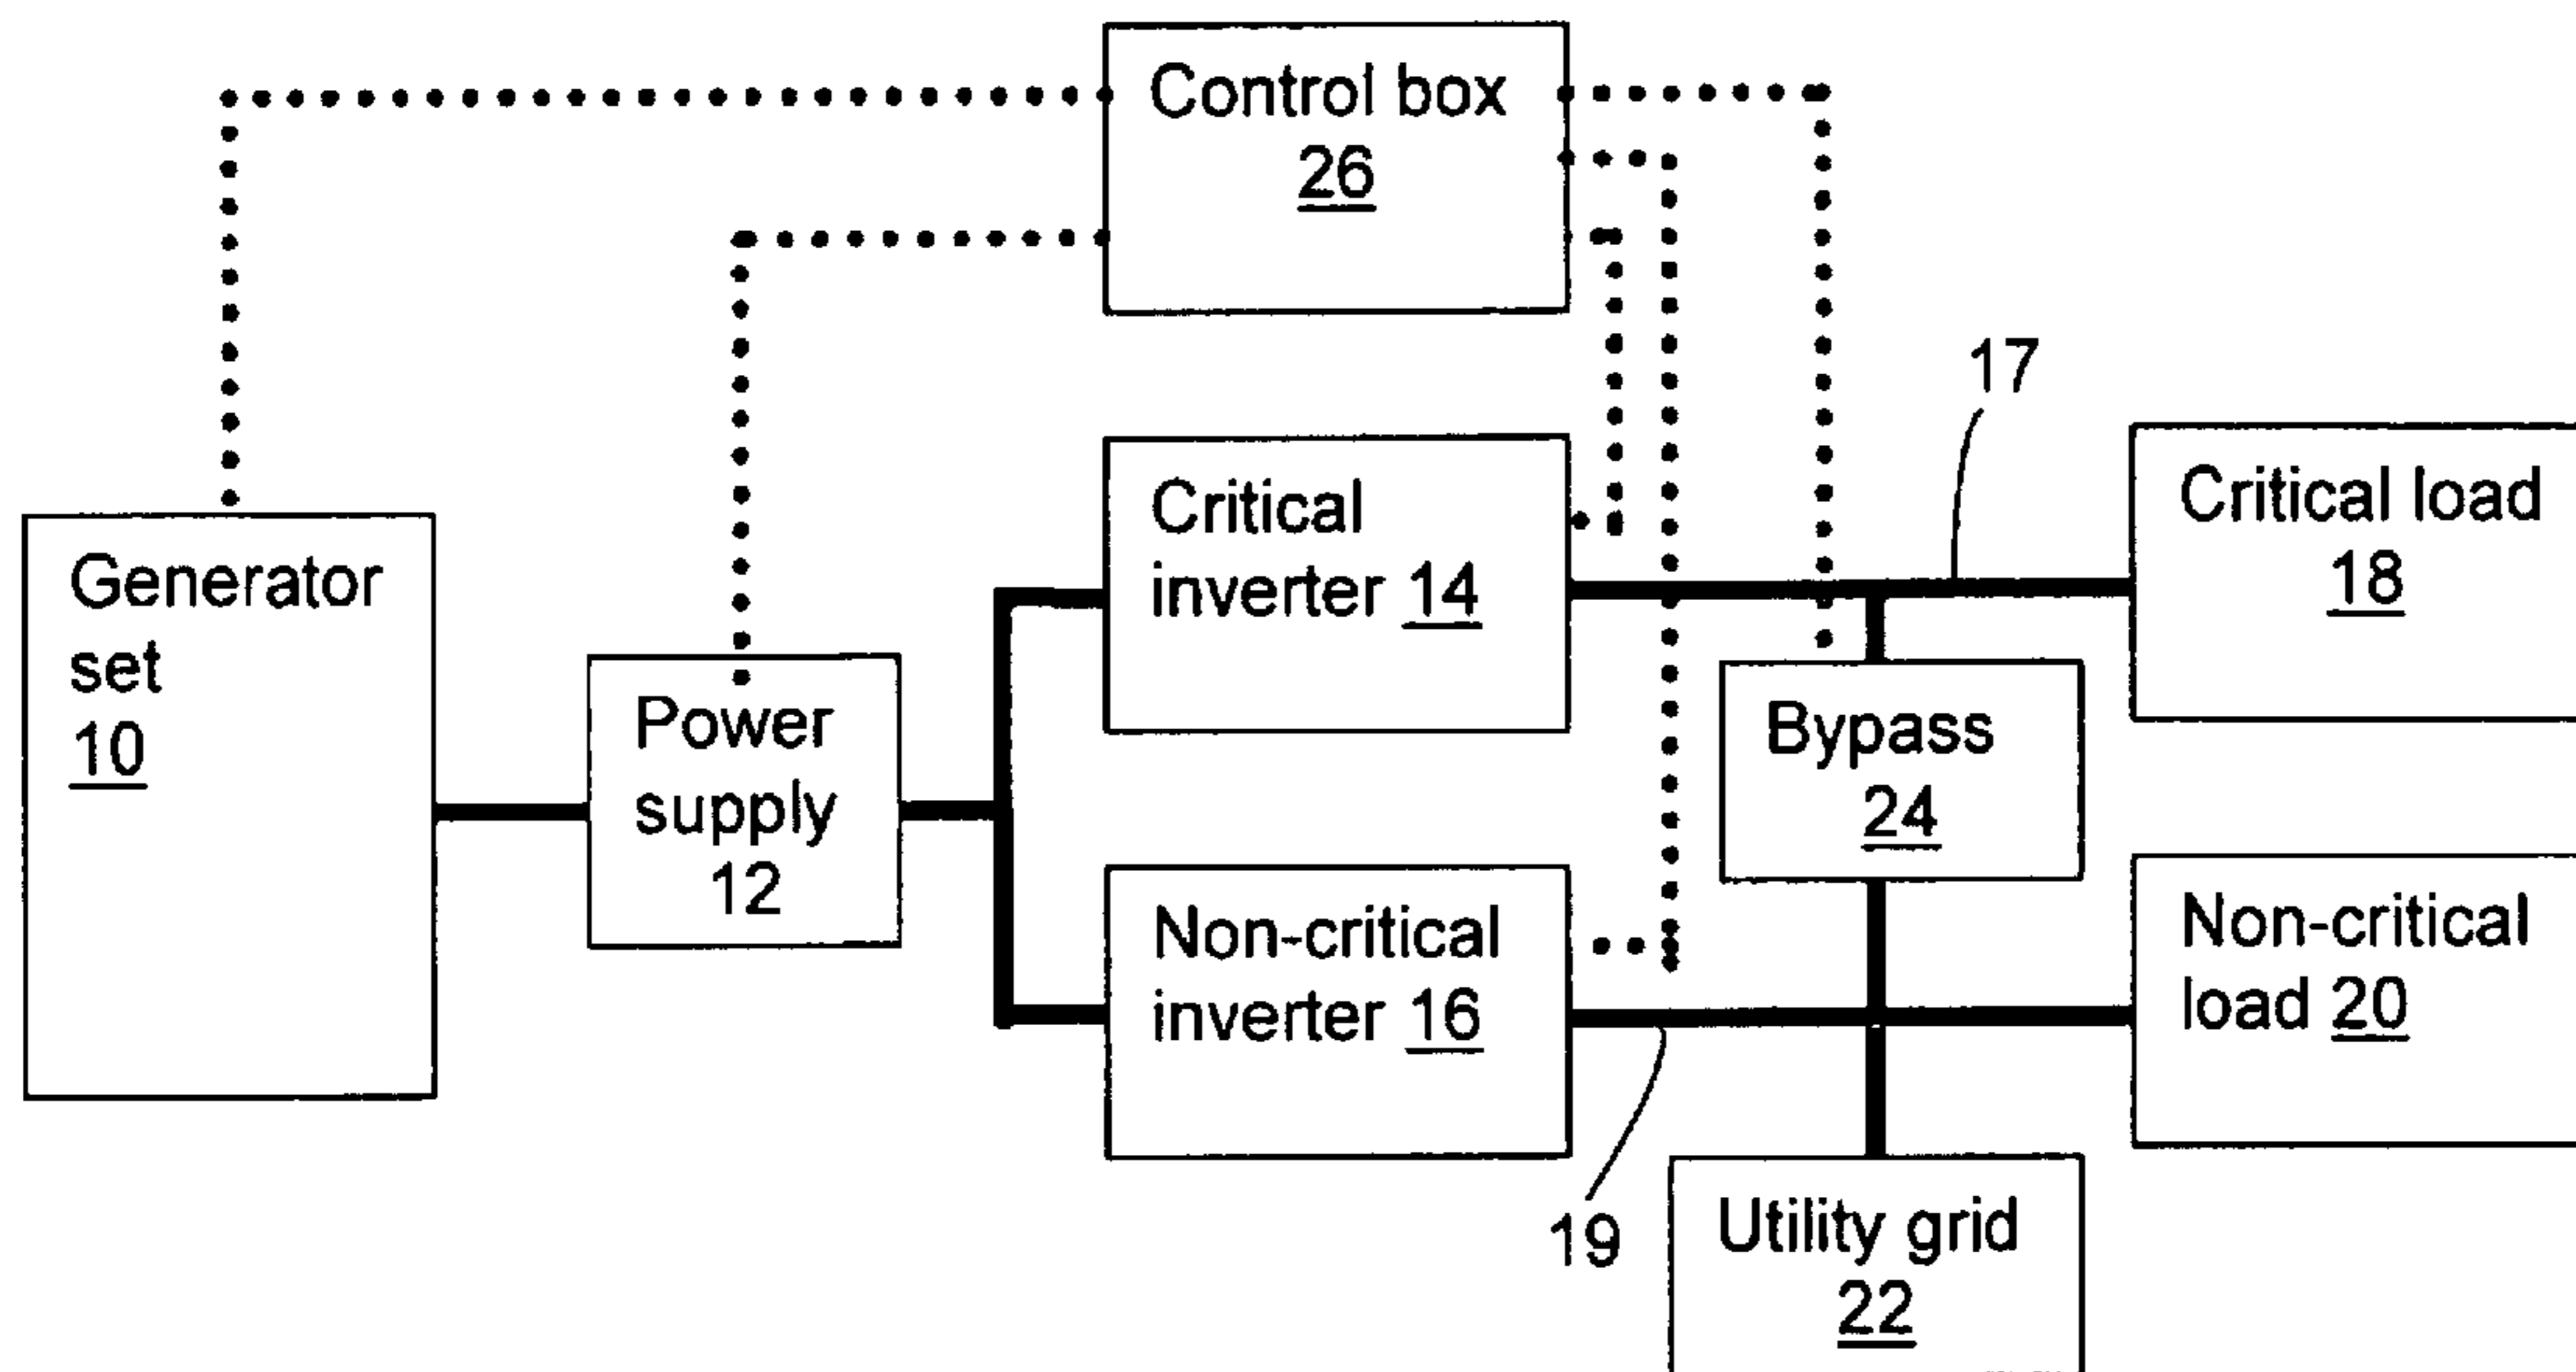 Control box
26
17
Critical
inverter 14
Critical load
18
Generator
set
10
Power
supply
12
Bypass
24
Non-critical
inverter 16
Non-critical
load 20
19
Utility grid
22